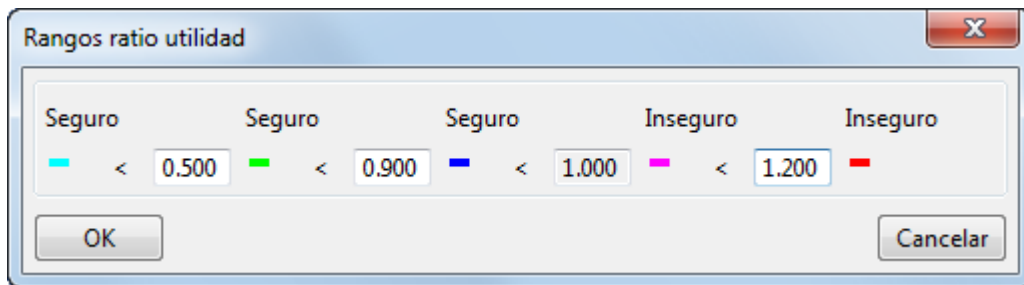 Rangos ratio utilidad
Seguro Seguro Seguro Inseguro Inseguro
< 0.500 < 0.900 < 1.000 < 1.200
OK Cancelar